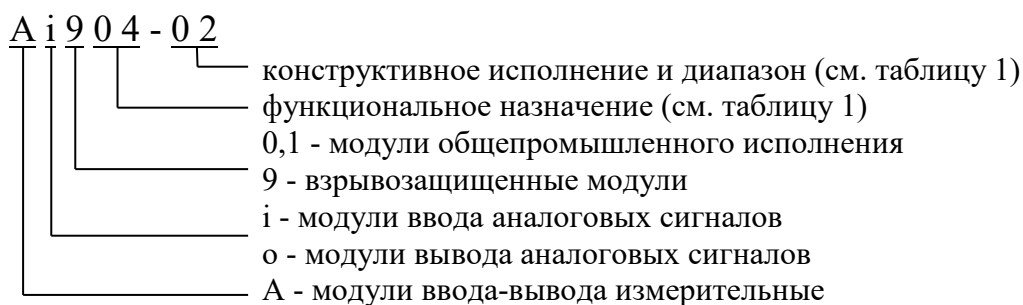 A i 9 0 4 - 0 2
конструктивное исполнение и диапазон (см. таблицу 1)
функциональное назначение (см. таблицу 1)
0,1 - модули общепромышленного исполнения
9 - взрывозащищенные модули
i - модули ввода аналоговых сигналов
о - модули вывода аналоговых сигналов
А - модули ввода-вывода измерительные